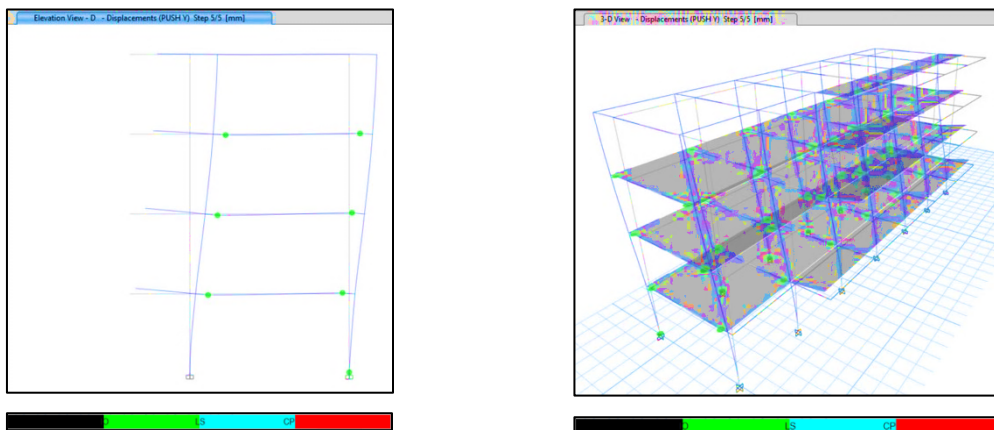 Elevation View - D - Displacements (PUSH Y) Step 5/5 [mm]
3-D View - Displacements (PUSH Y) Step 5/5 [mm]
LS CP
LS CP